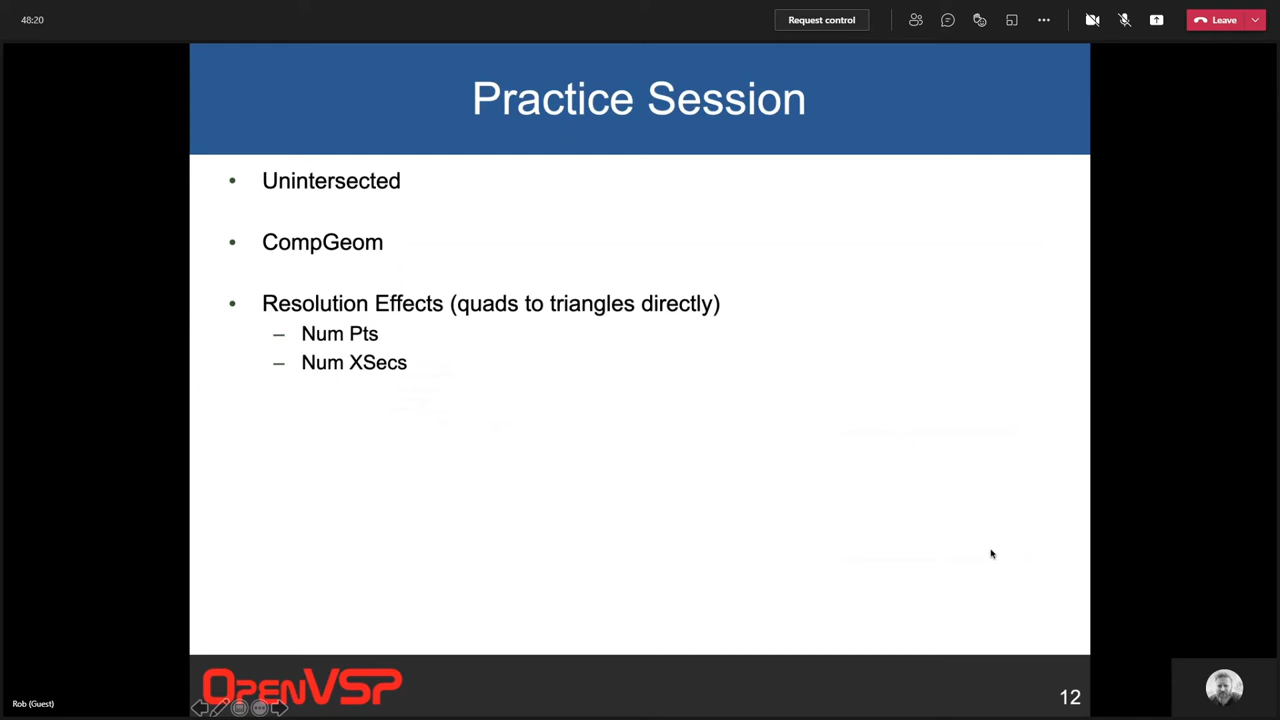 48:20
Request control
Leave
Practice Session
• Unintersected
• CompGeom
• Resolution Effects (quads to triangles directly)
– Num Pts
– Num XSecs
OpenVSP
12
Rob (Guest)